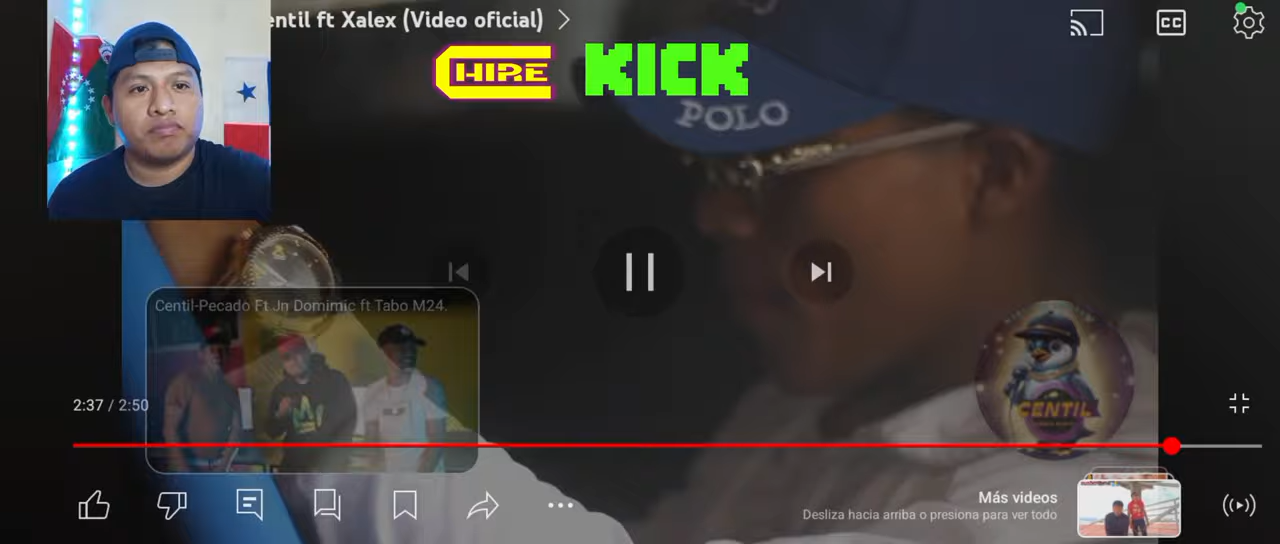 entil ft Xalex (Video oficial)
CHIRE KICK
POLO
Centil-Pecado Ft Jn Domimic ft Tabo M24.
2:37 / 2:50
CENTIL
Más videos
Desliza hacia arriba o presiona para ver todo